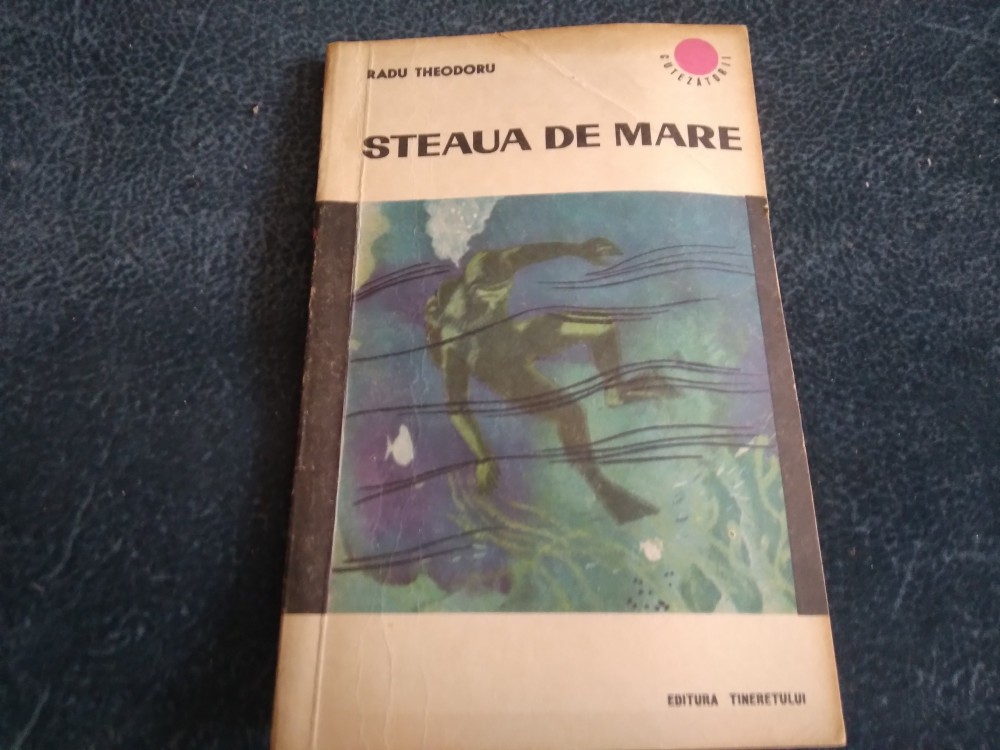 RADU THEODORU
CUTEZĂTORII
STEAUA DE MARE
EDITURA TINERETULUI